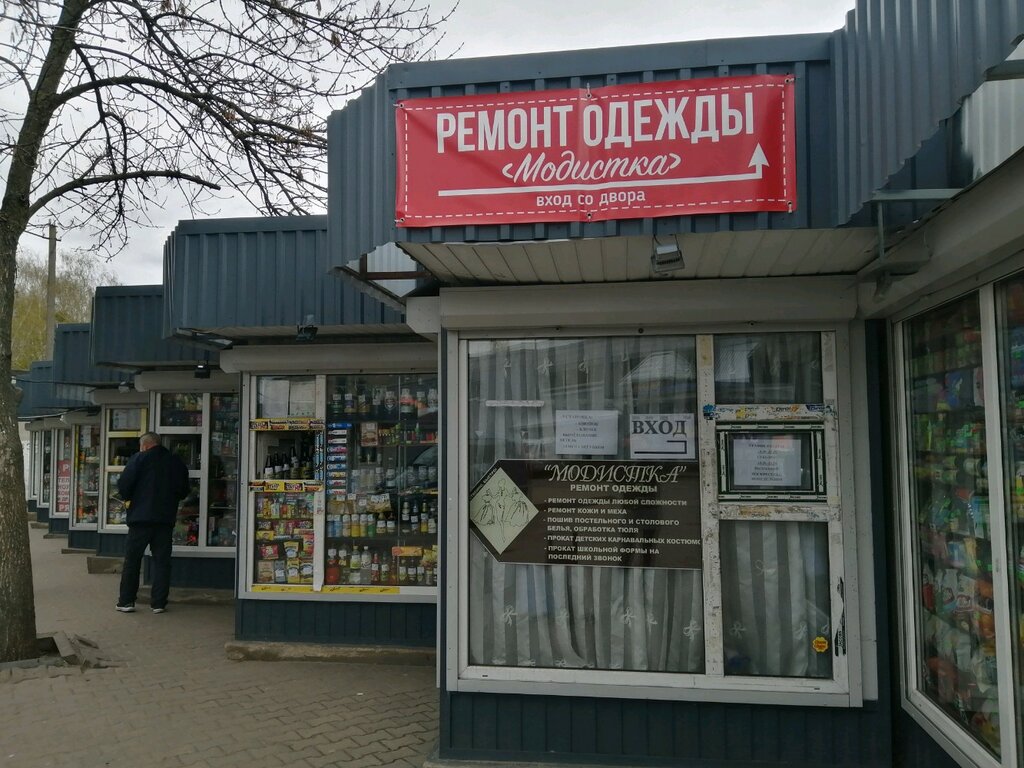 РЕМОНТ ОДЕЖДЫ
<Модистка>
ВХОД СО ДВОРА
ВХОД
"МОДИСТКА"
РЕМОНТ ОДЕЖДЫ
- РЕМОНТ ОДЕЖДЫ ЛЮБОЙ СЛОЖНОСТИ
- РЕМОНТ КОЖИ И МЕХА
- ПОШИВ ПОСТЕЛЬНОГО И СТОЛОВОГО
БЕЛЬЯ, ОБРАБОТКА ТЮЛЯ
- ПРОКАТ ДЕТСКИХ КАРНАВАЛЬНЫХ КОСТЮМО
- ПРОКАТ ШКОЛЬНОЙ ФОРМЫ НА
ПОСЛЕДНИЙ ЗВОНОК